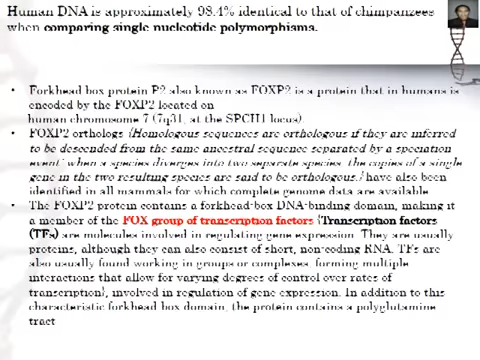 Human DNA is approximately 98.4% identical to that of chimpanzees
when comparing single nucleotide polymorphisms.
• Forkhead box protein P2 also known as FOXP2 is a protein that in humans is
encoded by the FOXP2 located on
human chromosome 7 (7q31, at the SPCH1 locus).
• FOXP2 orthologs (Homologous sequences are orthologous if they are inferred
to be descended from the same ancestral sequence separated by a speciation
event: when a species diverges into two separate species, the copies of a single
gene in the two resulting species are said to be orthologous.) have also been
identified in all mammals for which complete genome data are available.
• The FOXP2 protein contains a forkhead-box DNA-binding domain, making it
a member of the FOX group of transcription factors {Transcription factors
(TFs) are molecules involved in regulating gene expression. They are usually
proteins, although they can also consist of short, non-coding RNA. TFs are
also usually found working in groups or complexes, forming multiple
interactions that allow for varying degrees of control over rates of
transcription}, involved in regulation of gene expression. In addition to this
characteristic forkhead box domain, the protein contains a polyglutamine
tract